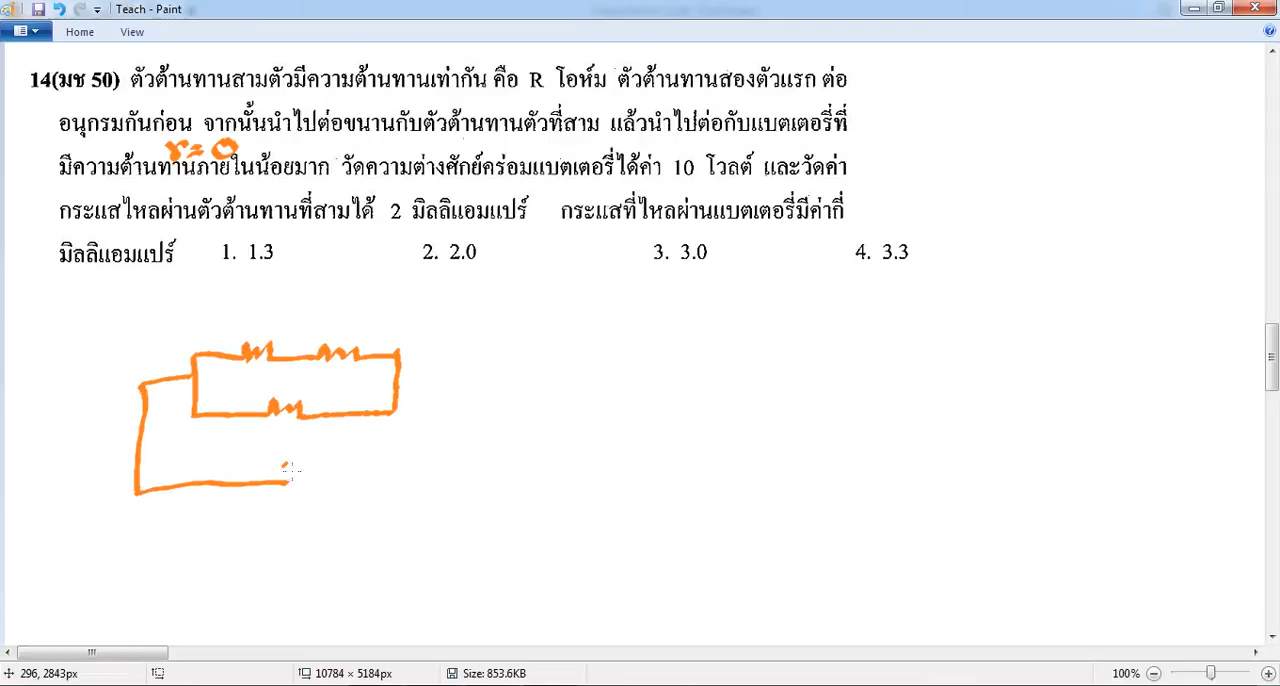 Teach - Paint
Home View
14(มช 50) ตัวต้านทานสามตัวมีความต้านทานเท่ากัน คือ R โอห์ม ตัวต้านทานสองตัวแรก ต่อ
อนุกรมกันก่อน จากนั้นนำไปต่อขนานกับตัวต้านทานตัวที่สาม แล้วนำไปต่อกับแบตเตอรี่ที่
r = 0
มีความต้านทานภายในน้อยมาก วัดความต่างศักย์คร่อมแบตเตอรี่ได้ค่า 10 โวลต์ และวัดค่า
กระแสไหลผ่านตัวต้านทานที่สามได้ 2 มิลลิแอมแปร์ กระแสที่ไหลผ่านแบตเตอรี่มีค่ากี่
มิลลิแอมแปร์ 1. 1.3 2. 2.0 3. 3.0 4. 3.3
296, 2843px 10784 × 5184px Size: 853.6KB 100%